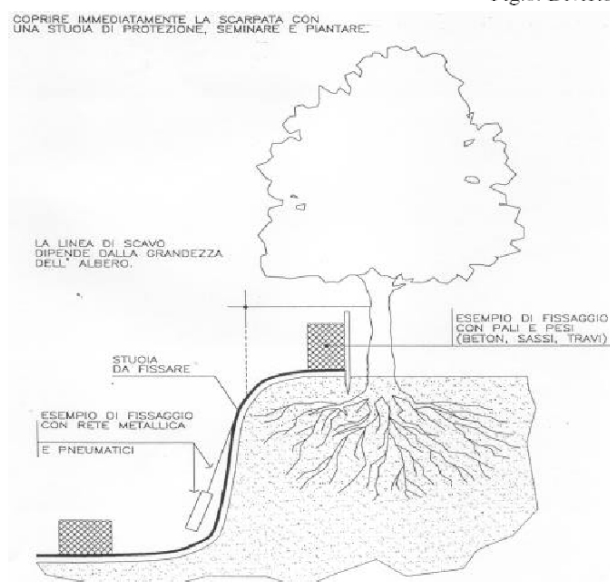 COPRIRE IMMEDIATAMENTE LA SCARPATA CON
UNA STUOIA DI PROTEZIONE, SEMINARE E PIANTARE.
LA LINEA DI SCAVO
DIPENDE DALLA GRANDEZZA
DELL' ALBERO.
ESEMPIO DI FISSAGGIO
CON PALI E PESI
(BETON, SASSI, TRAVI)
STUOIA
DA FISSARE
ESEMPIO DI FISSAGGIO
CON RETE METALLICA
E PNEUMATICI